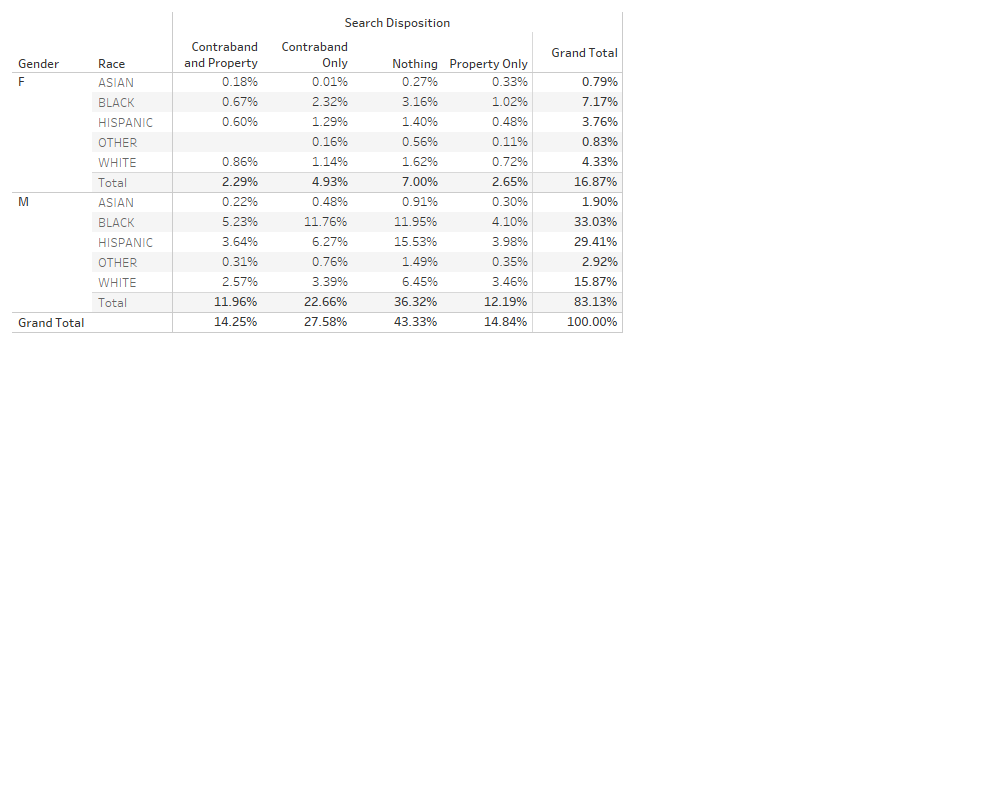 Search Disposition
Gender Race Contraband and Property Contraband Only Nothing Property Only Grand Total
F ASIAN 0.18% 0.01% 0.27% 0.33% 0.79%
BLACK 0.67% 2.32% 3.16% 1.02% 7.17%
HISPANIC 0.60% 1.29% 1.40% 0.48% 3.76%
OTHER 0.16% 0.56% 0.11% 0.83%
WHITE 0.86% 1.14% 1.62% 0.72% 4.33%
Total 2.29% 4.93% 7.00% 2.65% 16.87%
M ASIAN 0.22% 0.48% 0.91% 0.30% 1.90%
BLACK 5.23% 11.76% 11.95% 4.10% 33.03%
HISPANIC 3.64% 6.27% 15.53% 3.98% 29.41%
OTHER 0.31% 0.76% 1.49% 0.35% 2.92%
WHITE 2.57% 3.39% 6.45% 3.46% 15.87%
Total 11.96% 22.66% 36.32% 12.19% 83.13%
Grand Total 14.25% 27.58% 43.33% 14.84% 100.00%